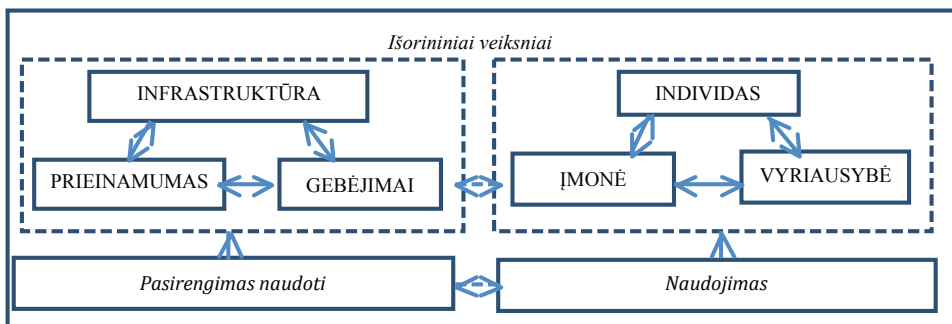 Išorininiai veiksniai
INFRASTRUKTŪRA
INDIVIDAS
PRIEINAMUMAS
GEBĖJIMAI
ĮMONĖ
VYRIAUSYBĖ
Pasirengimas naudoti
Naudojimas